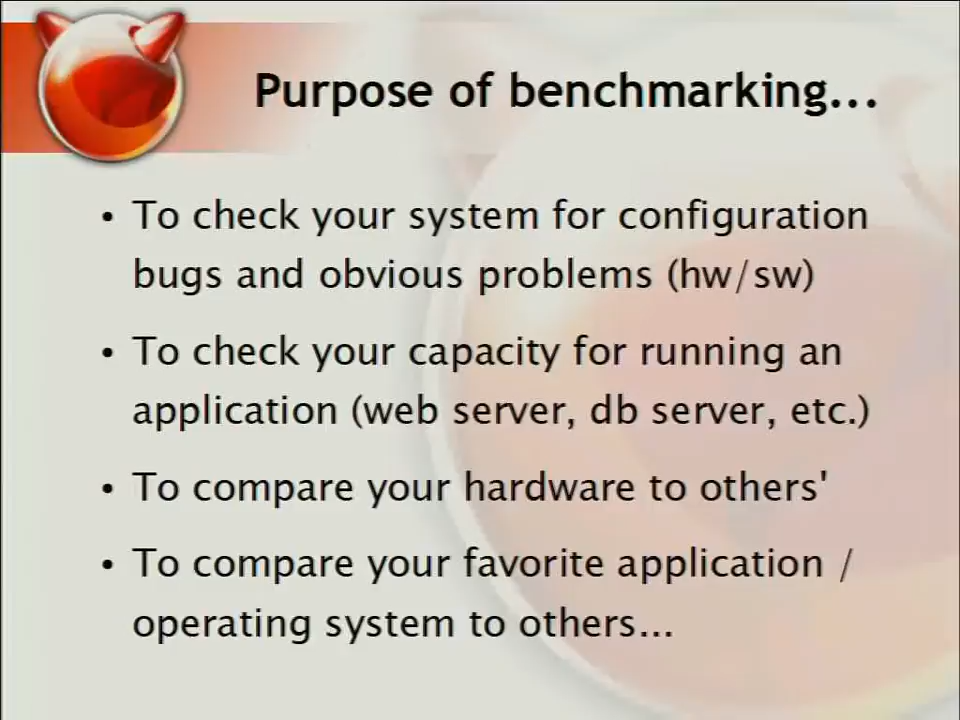 Purpose of benchmarking...
• To check your system for configuration
bugs and obvious problems (hw/sw)
• To check your capacity for running an
application (web server, db server, etc.)
• To compare your hardware to others'
• To compare your favorite application /
operating system to others...